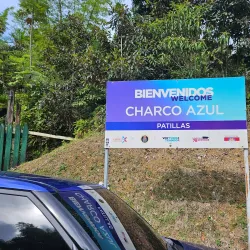 BIENVENIDOS
WELCOME
CHARCO AZUL
PATILLAS